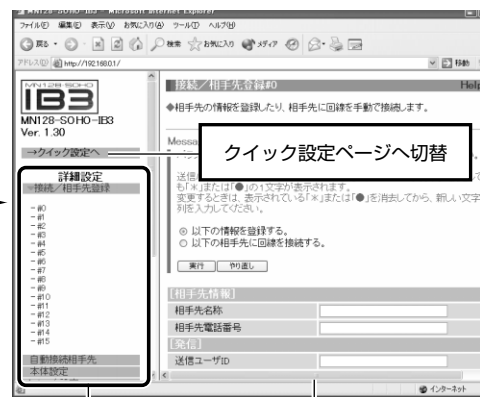 MN128-SOHO-IB3 - Microsoft Internet Explorer
ファイル(F) 編集(E) 表示(V) お気に入り(A) ツール(T) ヘルプ(H)
戻る 検索 お気に入り メディア
アドレス(D) http://192.168.0.1/ 移動
MN128-SOHO
IB3
MN128-SOHO-IB3
Ver. 1.30
→クイック設定へ
詳細設定
接続/相手先登録
- #0
- #1
- #2
- #3
- #4
- #5
- #6
- #7
- #8
- #9
- #10
- #11
- #12
- #13
- #14
- #15
自動接続相手先
本体設定
接続/相手先登録#0 Help
◆相手先の情報を登録したり、相手先に回線を手動で接続します。
クイック設定ページへ切替
も「*」または「●」の1文字が表示されます。
変更するときは、表示されている「*」または「●」を消去してから、新しい文字
列を入力してください。
以下の情報を登録する。
以下の相手先に回線を接続する。
実行 やり直し
[相手先情報]
相手先名称
相手先電話番号
[発信]
送信ユーザID
インターネット